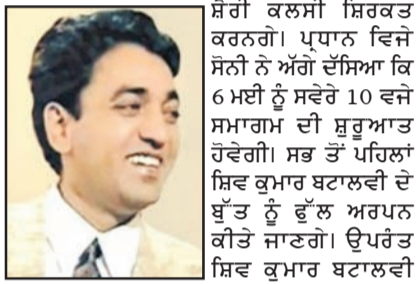 ਸ਼ੈਰੀ ਕਲਸੀ ਸ਼ਿਰਕਤ
ਕਰਨਗੇ। ਪ੍ਰਧਾਨ ਵਿਜੇ
ਸੋਨੀ ਨੇ ਅੱਗੇ ਦੱਸਿਆ ਕਿ
6 ਮਈ ਨੂੰ ਸਵੇਰੇ 10 ਵਜੇ
ਸਮਾਗਮ ਦੀ ਸ਼ੁਰੂਆਤ
ਹੋਵੇਗੀ। ਸਭ ਤੋਂ ਪਹਿਲਾਂ
ਸ਼ਿਵ ਕੁਮਾਰ ਬਟਾਲਵੀ ਦੇ
ਬੁੱਤ ਨੂੰ ਫੁੱਲ ਅਰਪਨ
ਕੀਤੇ ਜਾਣਗੇ। ਉਪਰੰਤ
ਸ਼ਿਵ ਕੁਮਾਰ ਬਟਾਲਵੀ